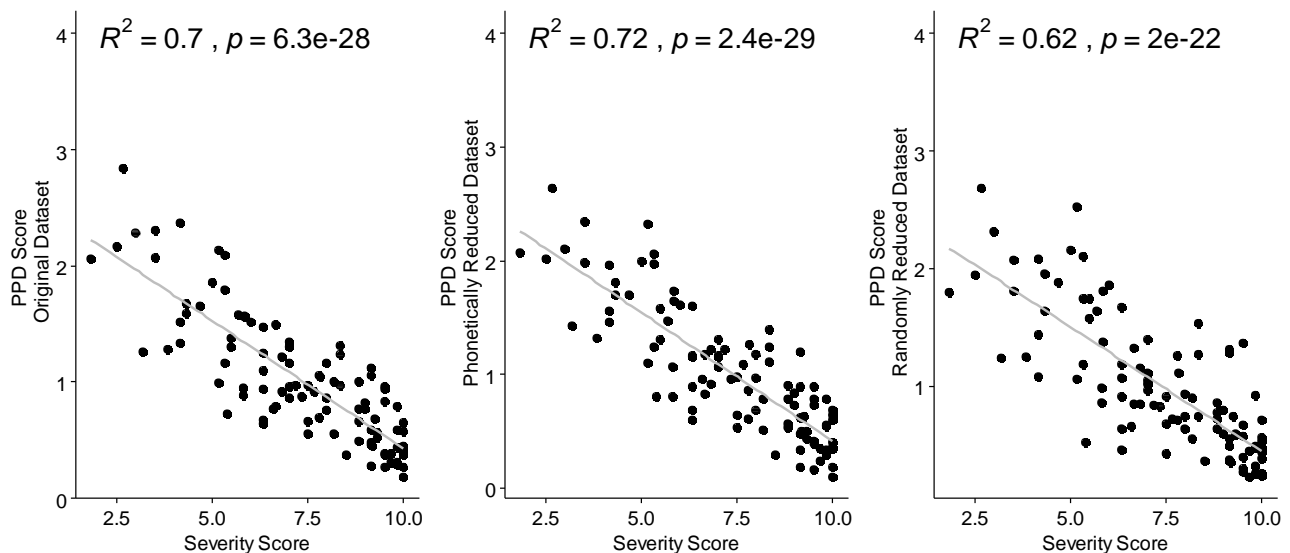 R² = 0.7 , p = 6.3e-28
4
3
2
1
0
PPD Score
Original Dataset
2.5 5.0 7.5 10.0
Severity Score
R² = 0.72 , p = 2.4e-29
4
3
2
1
0
PPD Score
Phonetically Reduced Dataset
2.5 5.0 7.5 10.0
Severity Score
R² = 0.62 , p = 2e-22
4
3
2
1
PPD Score
Randomly Reduced Dataset
2.5 5.0 7.5 10.0
Severity Score